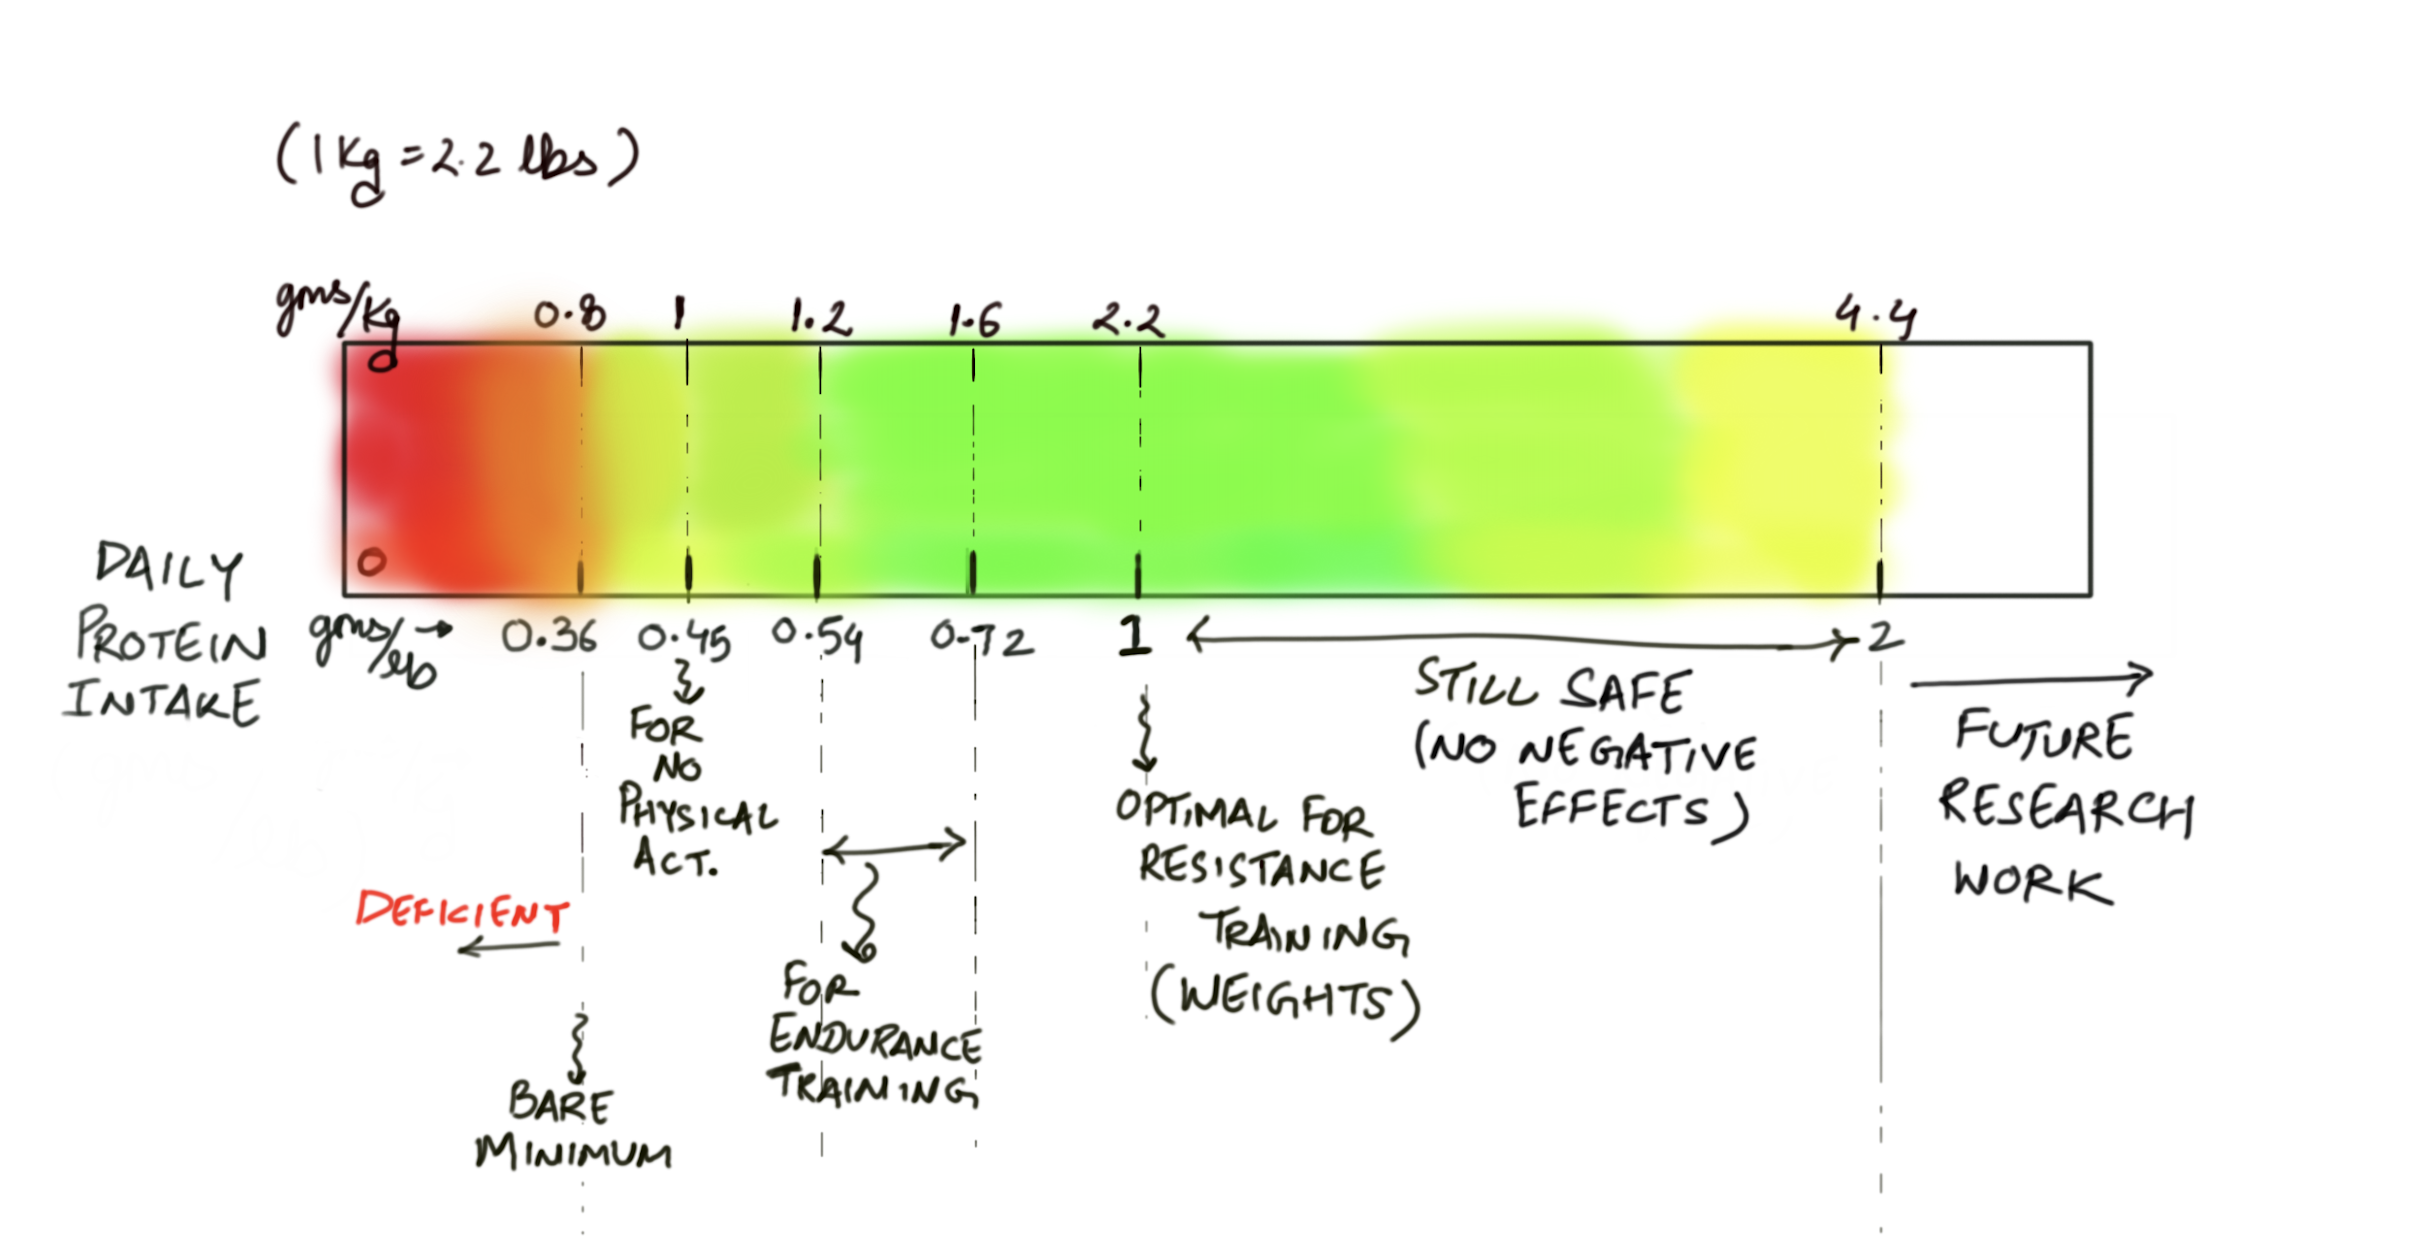 (1 Kg = 2.2 lbs)
gms/Kg 0.8 1 1.2 1.6 2.2 4.4
0
DAILY
PROTEIN
INTAKE
gms/lb → 0.36 0.45 0.54 0.72 1 2
FOR
NO
PHYSICAL
ACT.
STILL SAFE
(NO NEGATIVE
EFFECTS)
FUTURE
RESEARCH
WORK
OPTIMAL FOR
RESISTANCE
TRAINING
(WEIGHTS)
DEFICIENT
FOR
ENDURANCE
TRAINING
BARE
MINIMUM